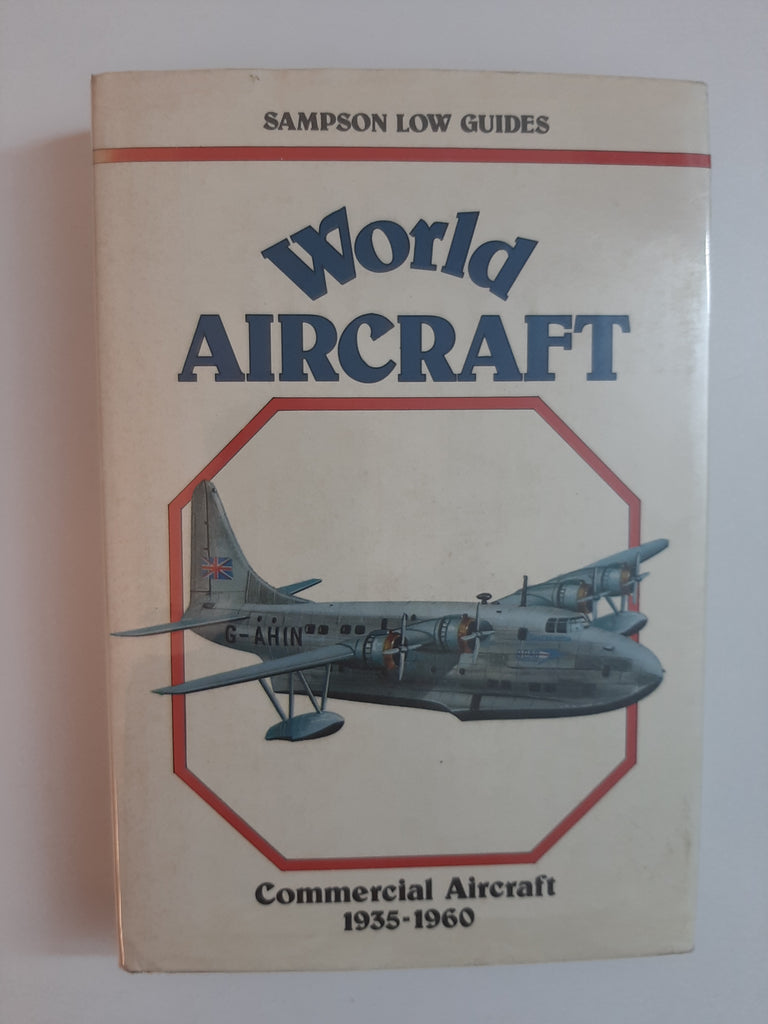 SAMPSON LOW GUIDES
World
AIRCRAFT
G-AHIN
Commercial Aircraft
1935-1960